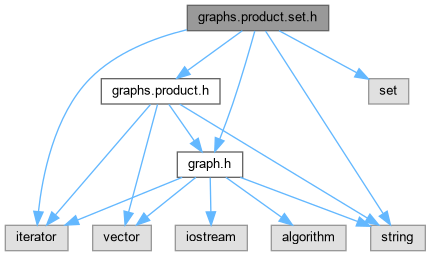 graphs.product.set.h
graphs.product.h
set
graph.h
iterator
vector
iostream
algorithm
string